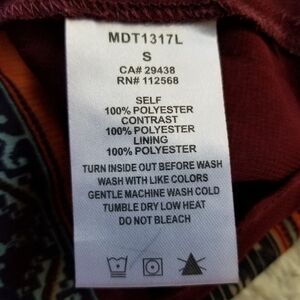 MDT1317L
S
CA# 29438
RN# 112568
SELF
100% POLYESTER
CONTRAST
100% POLYESTER
LINING
100% POLYESTER
TURN INSIDE OUT BEFORE WASH
WASH WITH LIKE COLORS
GENTLE MACHINE WASH COLD
TUMBLE DRY LOW HEAT
DO NOT BLEACH